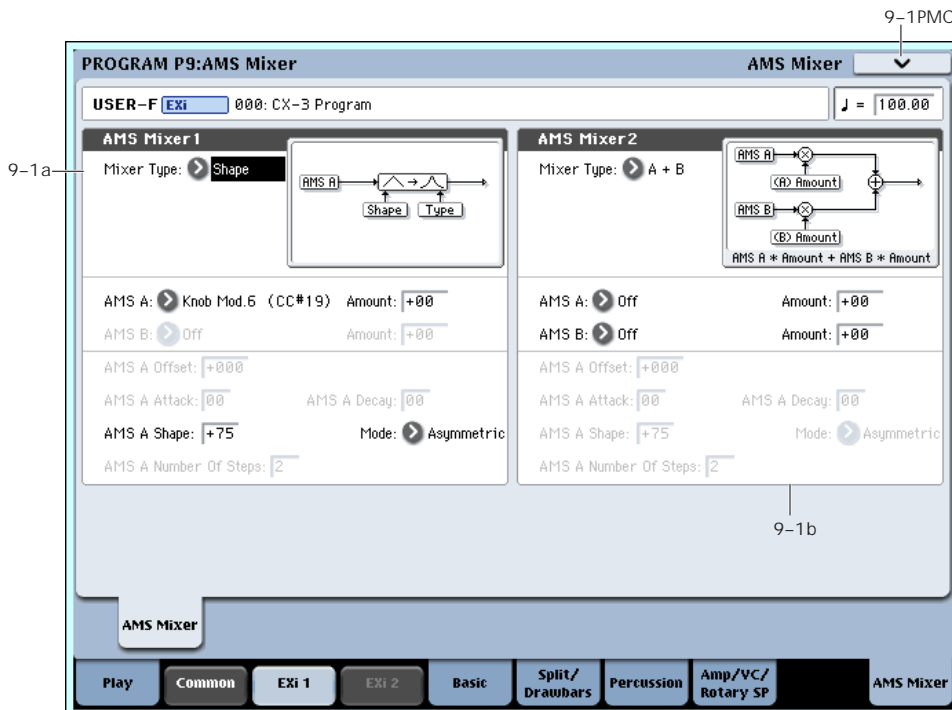 9–1PMC
PROGRAM P9:AMS Mixer
AMS Mixer
USER–F EXi 000: CX–3 Program
♩ = 100.00
9–1a
AMS Mixer1
Mixer Type: Shape
AMS A
Shape
Type
AMS A: Knob Mod.6 (CC#19) Amount: +00
AMS B: Off Amount: +00
AMS A Offset: +000
AMS A Attack: 00 AMS A Decay: 00
AMS A Shape: +75 Mode: Asymmetric
AMS A Number Of Steps: 2
AMS Mixer2
Mixer Type: A + B
AMS A
(A) Amount
AMS B
(B) Amount
AMS A * Amount + AMS B * Amount
AMS A: Off Amount: +00
AMS B: Off Amount: +00
AMS A Offset: +000
AMS A Attack: 00 AMS A Decay: 00
AMS A Shape: +75 Mode: Asymmetric
AMS A Number Of Steps: 2
9–1b
AMS Mixer
Play
Common
EXi 1
EXi 2
Basic
Split/
Drawbars
Percussion
Amp/VC/
Rotary SP
AMS Mixer